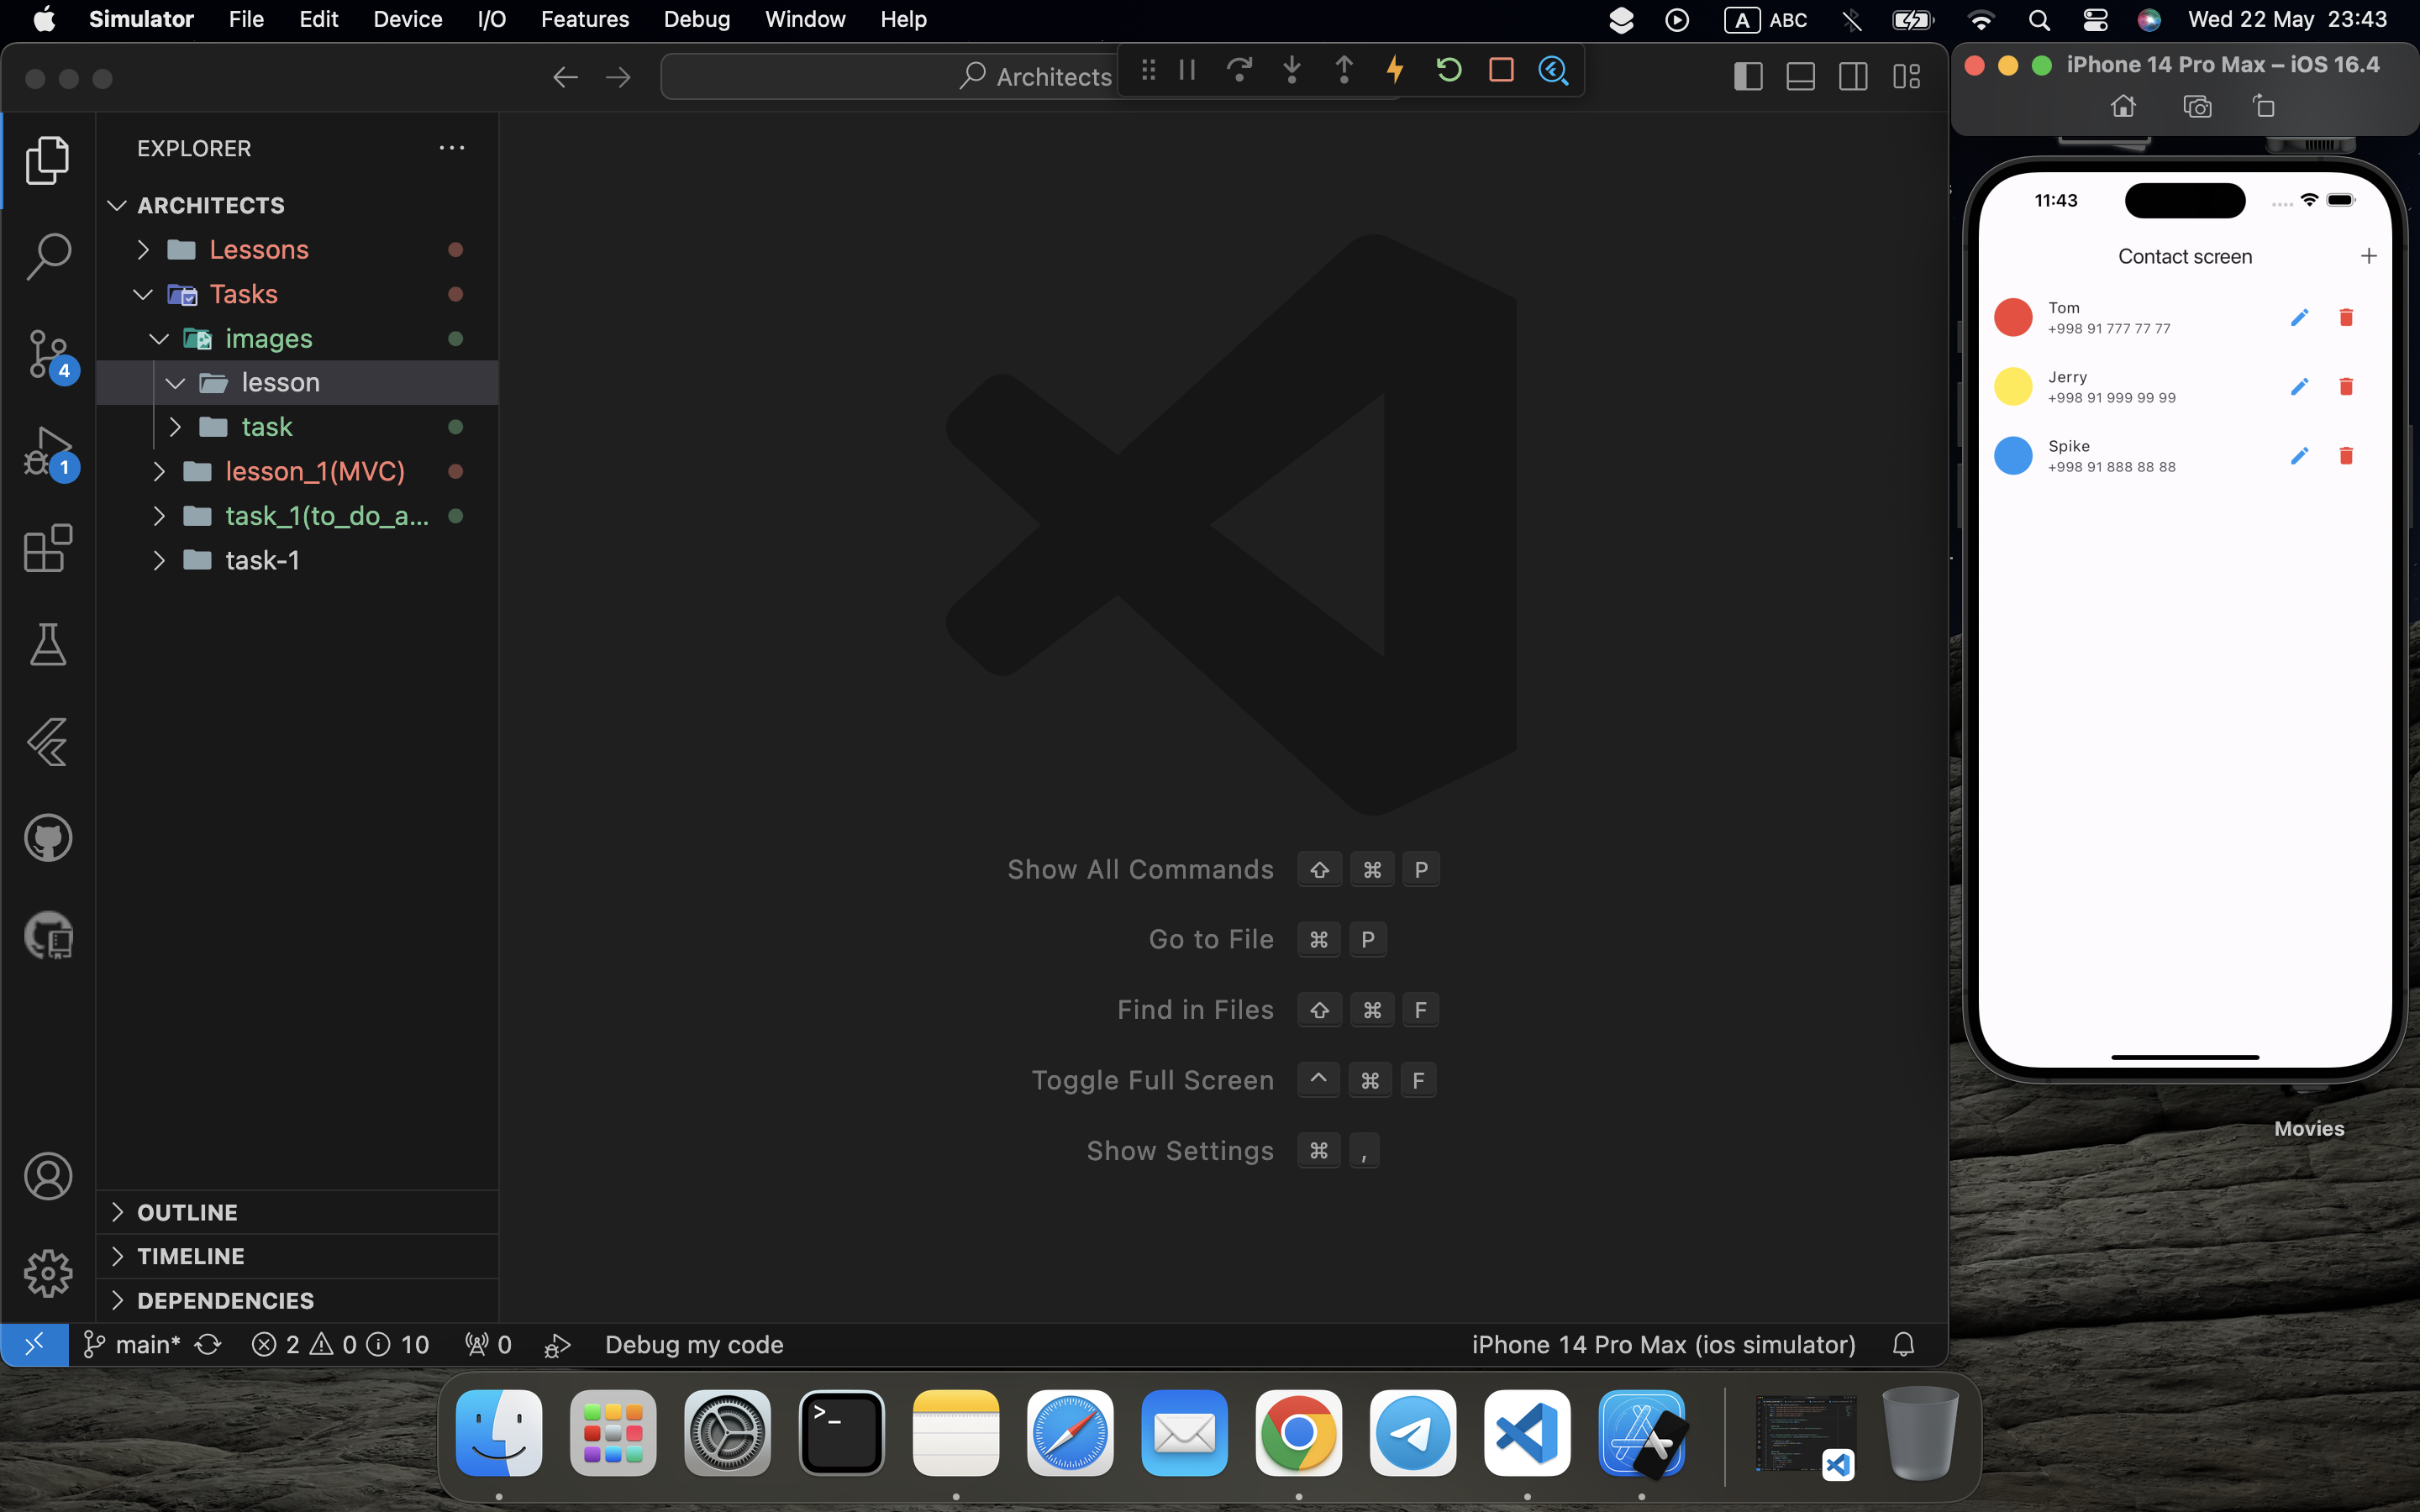 Simulator File Edit Device I/O Features Debug Window Help A ABC Wed 22 May 23:43
Architects
iPhone 14 Pro Max – iOS 16.4
EXPLORER
ARCHITECTS
Lessons
Tasks
images
lesson
task
lesson_1(MVC)
task_1(to_do_a...
task-1
4
1
Show All Commands ⇧ ⌘ P
Go to File ⌘ P
Find in Files ⇧ ⌘ F
Toggle Full Screen ^ ⌘ F
Show Settings ⌘ ,
OUTLINE
TIMELINE
DEPENDENCIES
main* 2 0 10 0 Debug my code iPhone 14 Pro Max (ios simulator)
11:43
Contact screen
Tom
+998 91 777 77 77
Jerry
+998 91 999 99 99
Spike
+998 91 888 88 88
Movies
>_